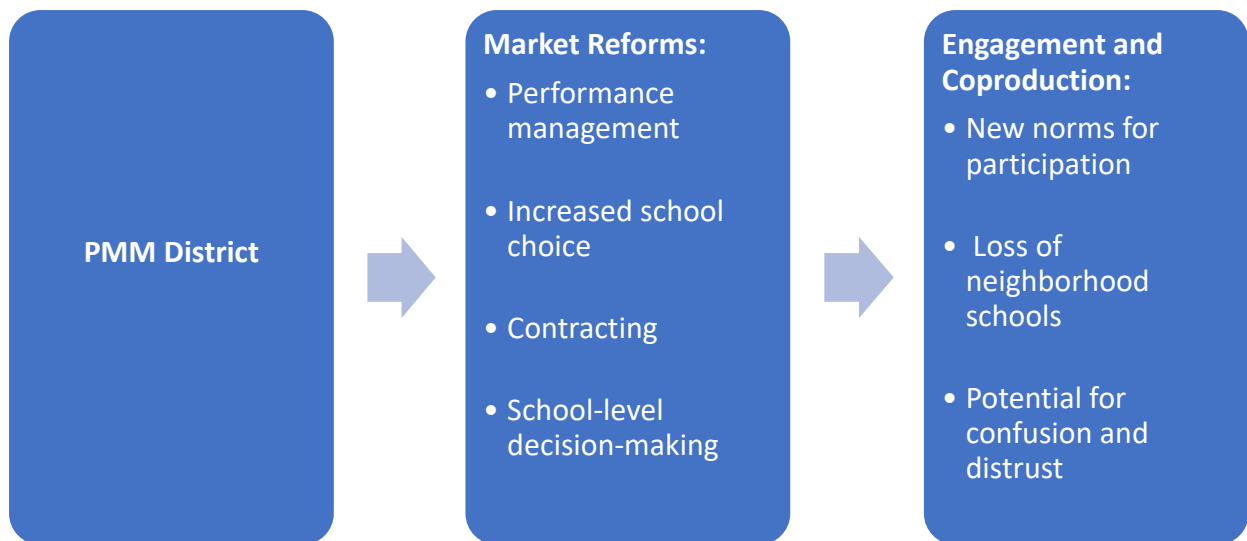 PMM District
Market Reforms:
• Performance
management
• Increased school
choice
• Contracting
• School-level
decision-making
Engagement and
Coproduction:
• New norms for
participation
• Loss of
neighborhood
schools
• Potential for
confusion and
distrust